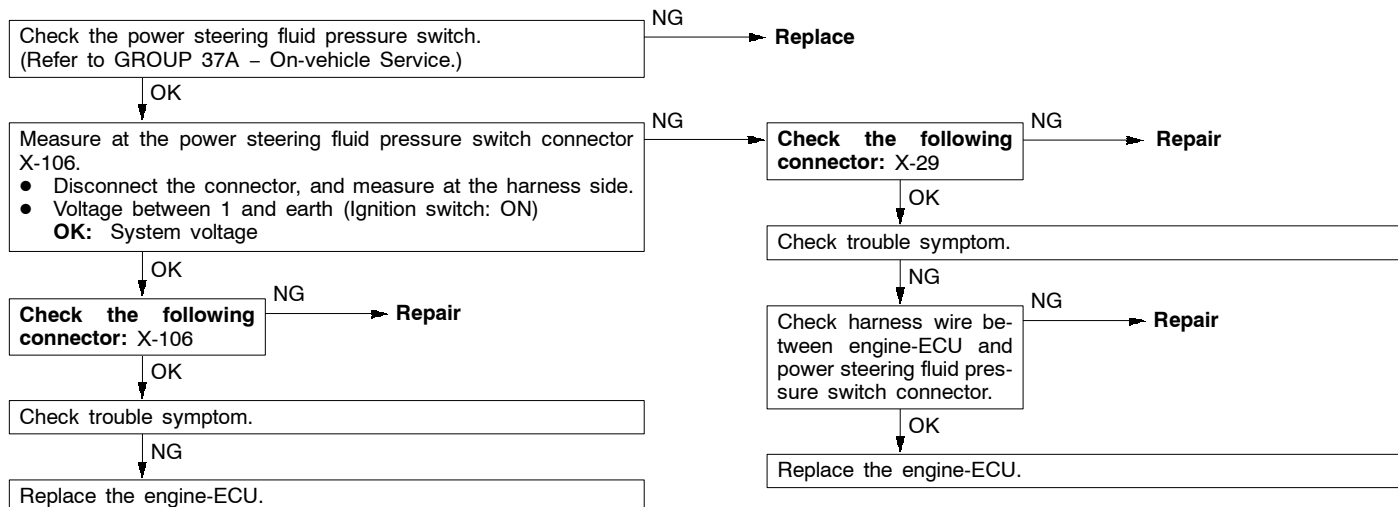 Check the power steering fluid pressure switch.
(Refer to GROUP 37A – On-vehicle Service.)
NG
Replace
OK
Measure at the power steering fluid pressure switch connector
X-106.
● Disconnect the connector, and measure at the harness side.
● Voltage between 1 and earth (Ignition switch: ON)
OK: System voltage
NG
Check the following
connector: X-29
NG
Repair
OK
Check trouble symptom.
NG
Check harness wire be-
tween engine-ECU and
power steering fluid pres-
sure switch connector.
NG
Repair
OK
Replace the engine-ECU.
OK
Check the following
connector: X-106
NG
Repair
OK
Check trouble symptom.
NG
Replace the engine-ECU.